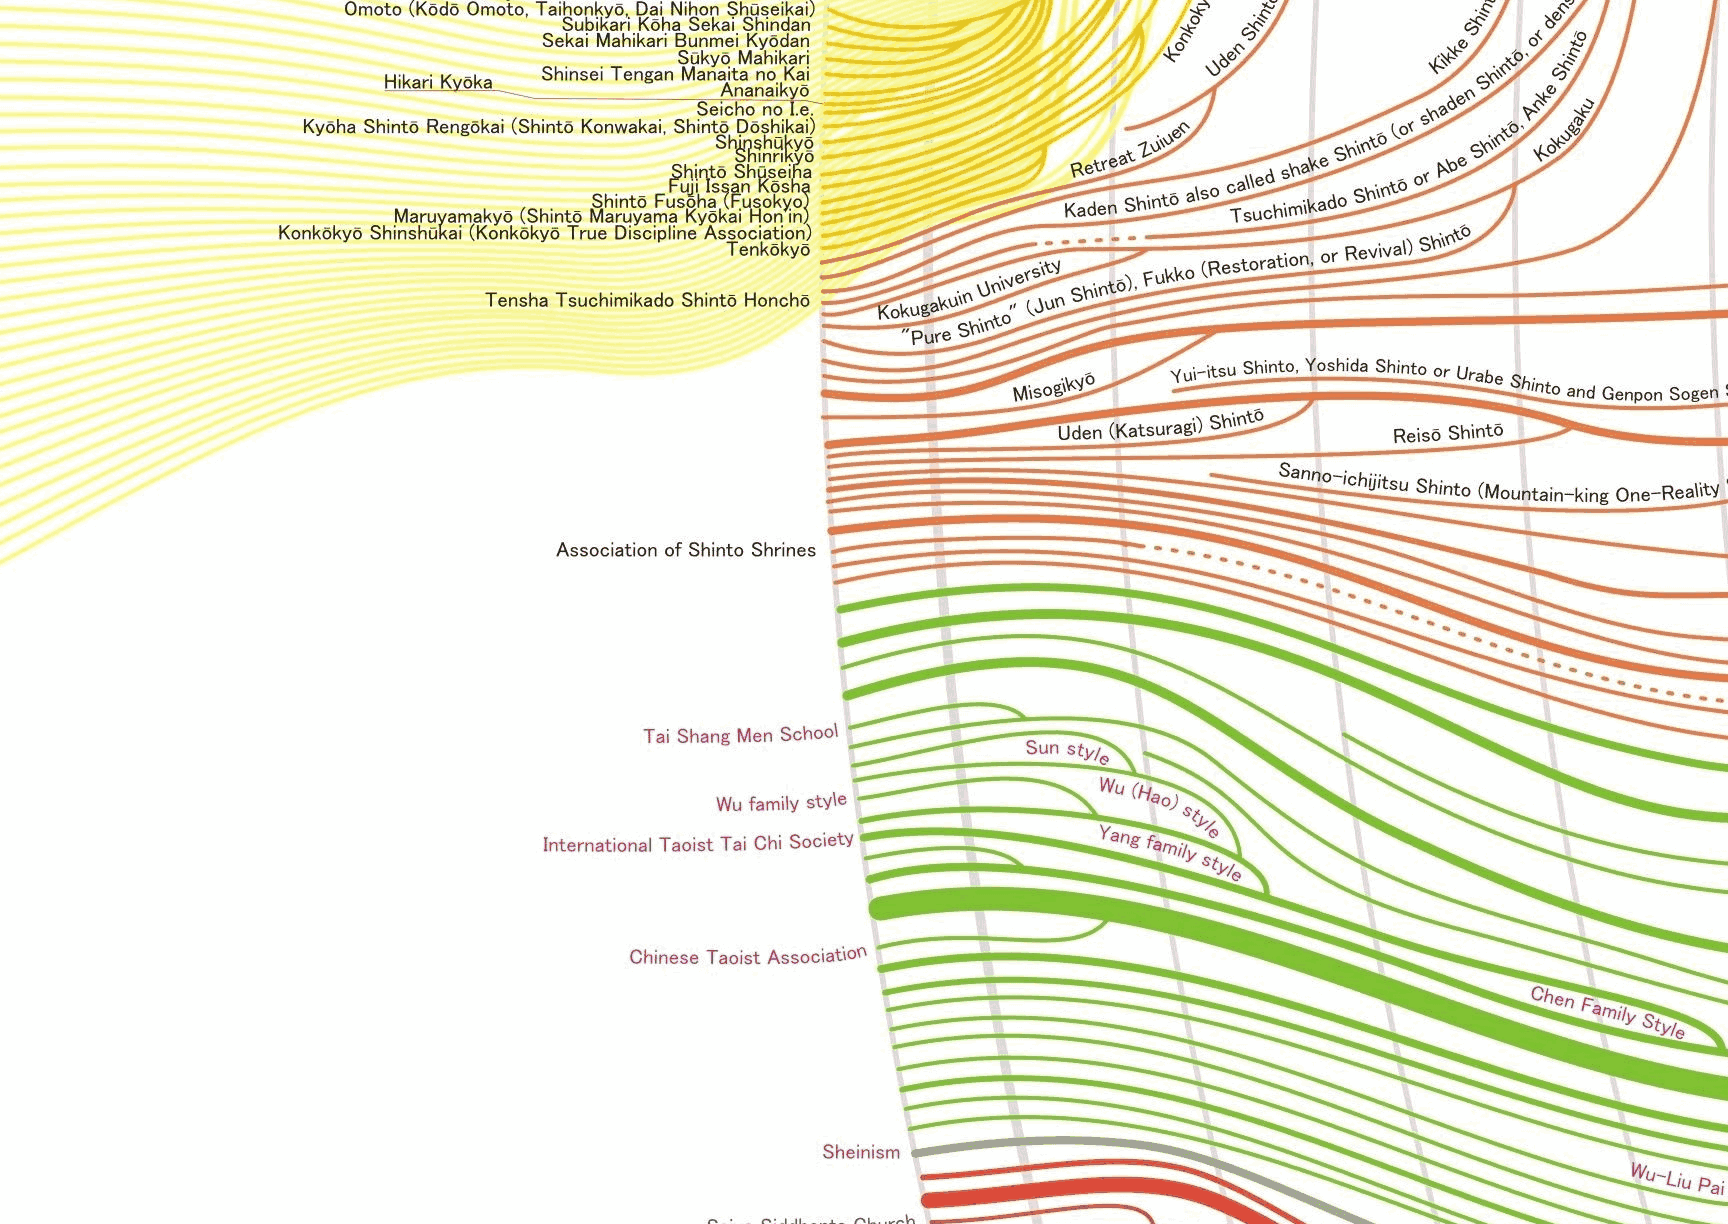 Omoto (Kōdō Omoto, Taihonkyō, Dai Nihon Shūseikai)
Subikari Kōha Sekai Shindan
Sekai Mahikari Bunmei Kyōdan
Sūkyō Mahikari
Shinsei Tengan Manaita no Kai
Hikari Kyōka
Ananaikyō
Seicho no I.e.
Kyōha Shintō Rengōkai (Shintō Konwakai, Shintō Dōshikai)
Shinshūkyō
Shinrikyō
Shintō Shūseiha
Fuji Issan Kōsha
Shintō Fusōha (Fusokyo)
Maruyamakyō (Shintō Maruyama Kyōkai Hon'in)
Konkōkyō Shinshūkai (Konkōkyō True Discipline Association)
Tenkōkyō
Tensha Tsuchimikado Shintō Honchō
Konkoky
Uden Shinto
Kikke Shint
Retreat Zuiuen
Kaden Shintō also called shake Shintō (or shaden Shintō, or dens
Tsuchimikado Shintō or Abe Shintō, Anke Shintō
Kokugaku
Kokugakuin University
"Pure Shinto" (Jun Shintō), Fukko (Restoration, or Revival) Shintō
Misogikyō
Yui-itsu Shinto, Yoshida Shinto or Urabe Shinto and Genpon Sogen S
Uden (Katsuragi) Shintō
Reisō Shintō
Sanno-ichijitsu Shinto (Mountain-king One-Reality
Association of Shinto Shrines
Tai Shang Men School
Sun style
Wu (Hao) style
Wu family style
Yang family style
International Taoist Tai Chi Society
Chinese Taoist Association
Chen Family Style
Sheinism
Wu-Liu Pai
Church